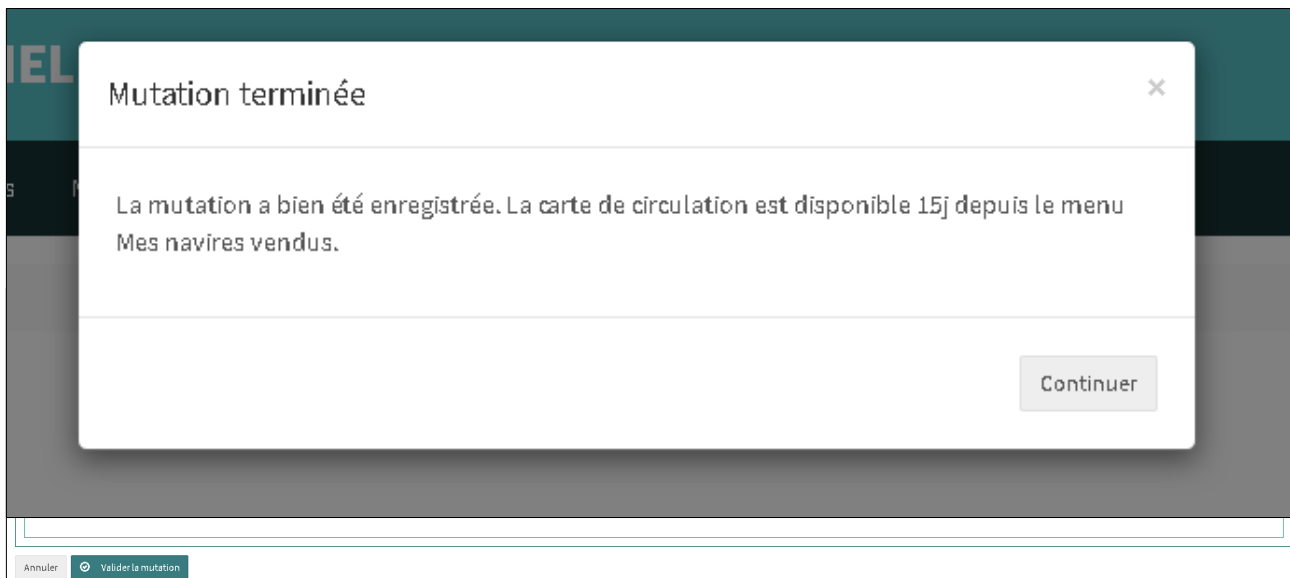 IEL
Mutation terminée
×
s
La mutation a bien été enregistrée. La carte de circulation est disponible 15j depuis le menu
Mes navires vendus.
Continuer
Annuler
Valider la mutation